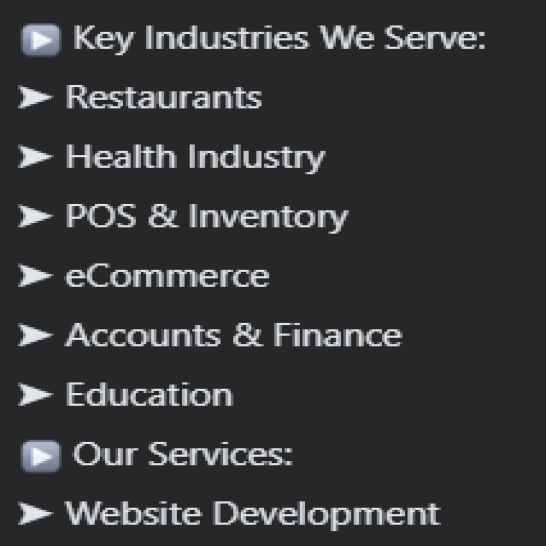 ▶ Key Industries We Serve:
➤ Restaurants
➤ Health Industry
➤ POS & Inventory
➤ eCommerce
➤ Accounts & Finance
➤ Education
▶ Our Services:
➤ Website Development